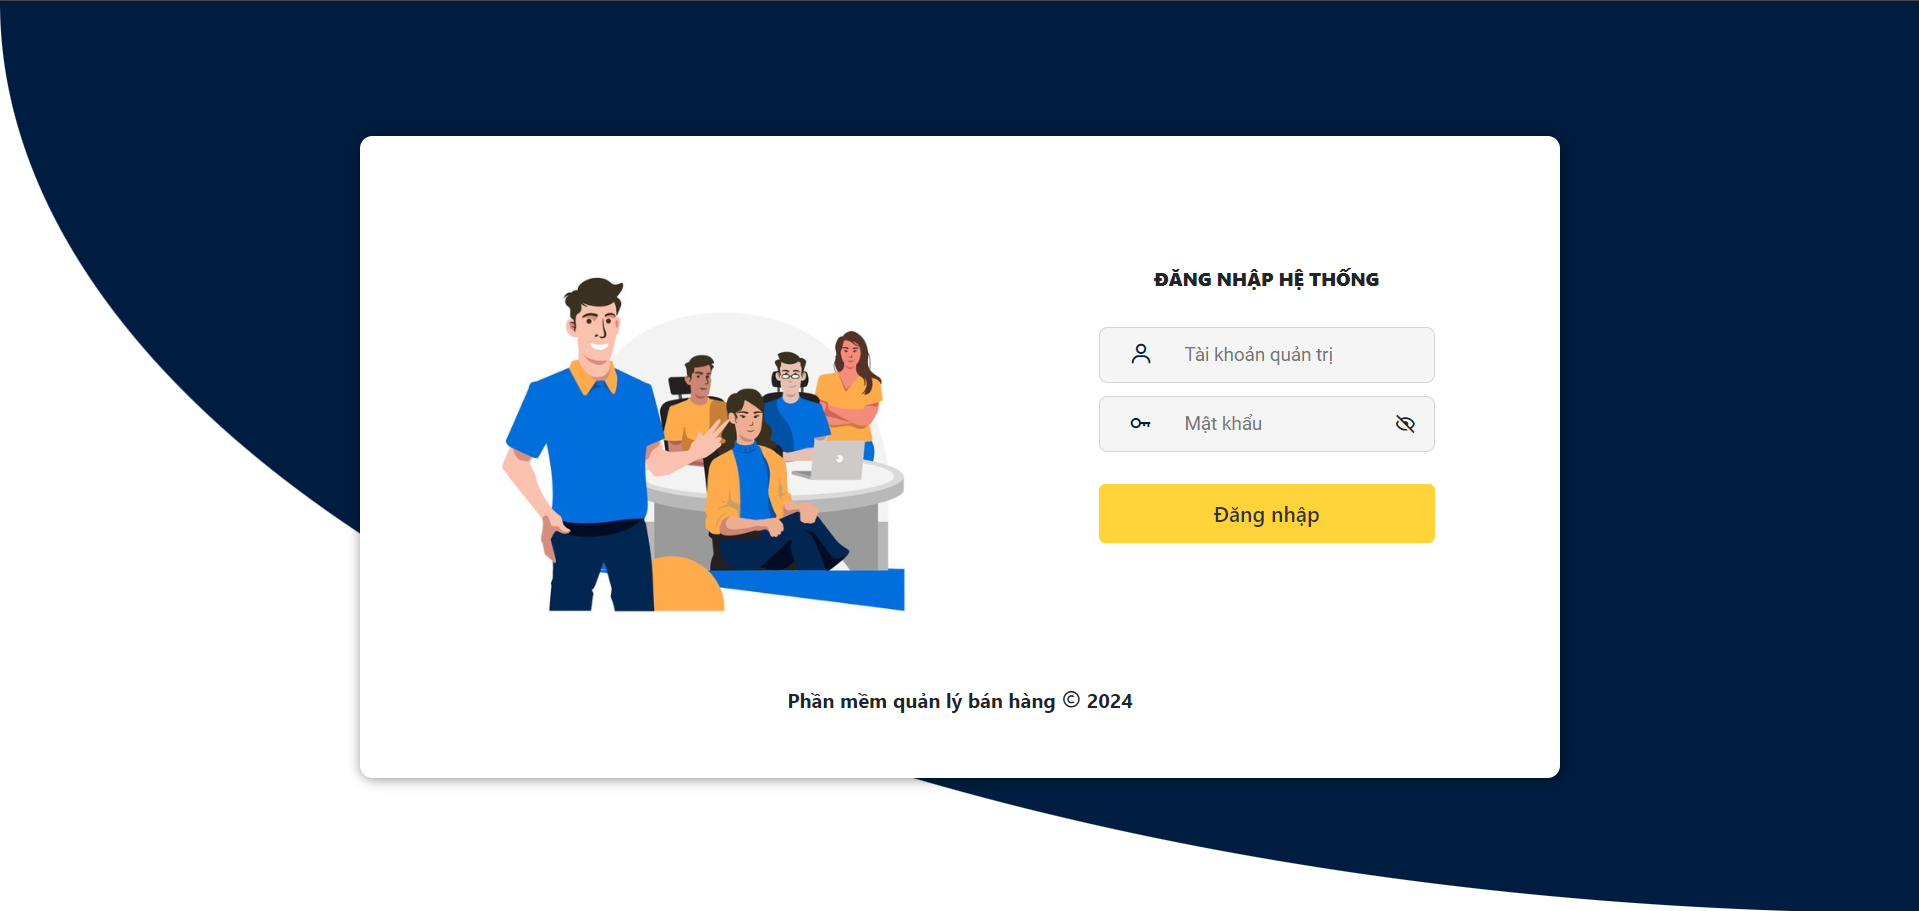 ĐĂNG NHẬP HỆ THỐNG
Tài khoản quản trị
Mật khẩu
Đăng nhập
Phần mềm quản lý bán hàng © 2024